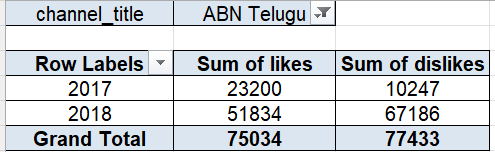 channel_title ABN Telugu
Row Labels Sum of likes Sum of dislikes
2017 23200 10247
2018 51834 67186
Grand Total 75034 77433